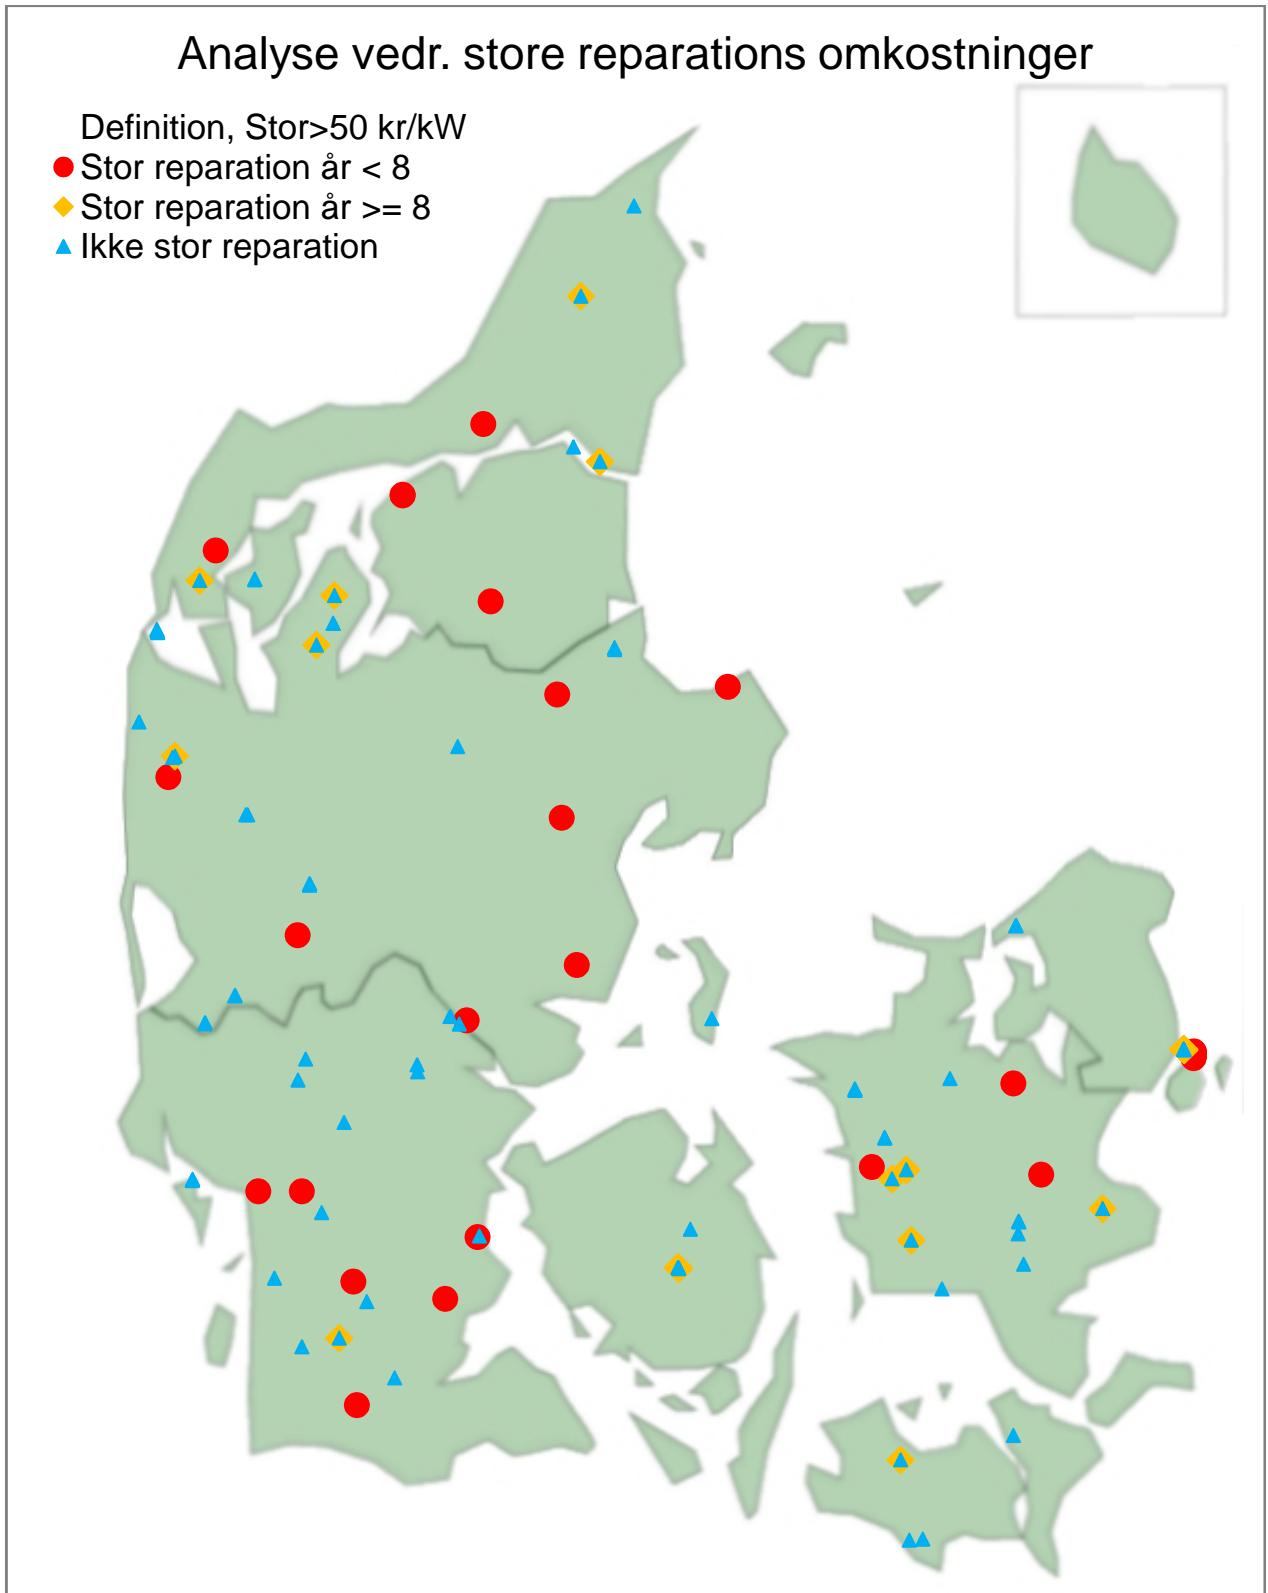 Analyse vedr. store reparations omkostninger
Definition, Stor>50 kr/kW
Stor reparation år < 8
Stor reparation år >= 8
Ikke stor reparation